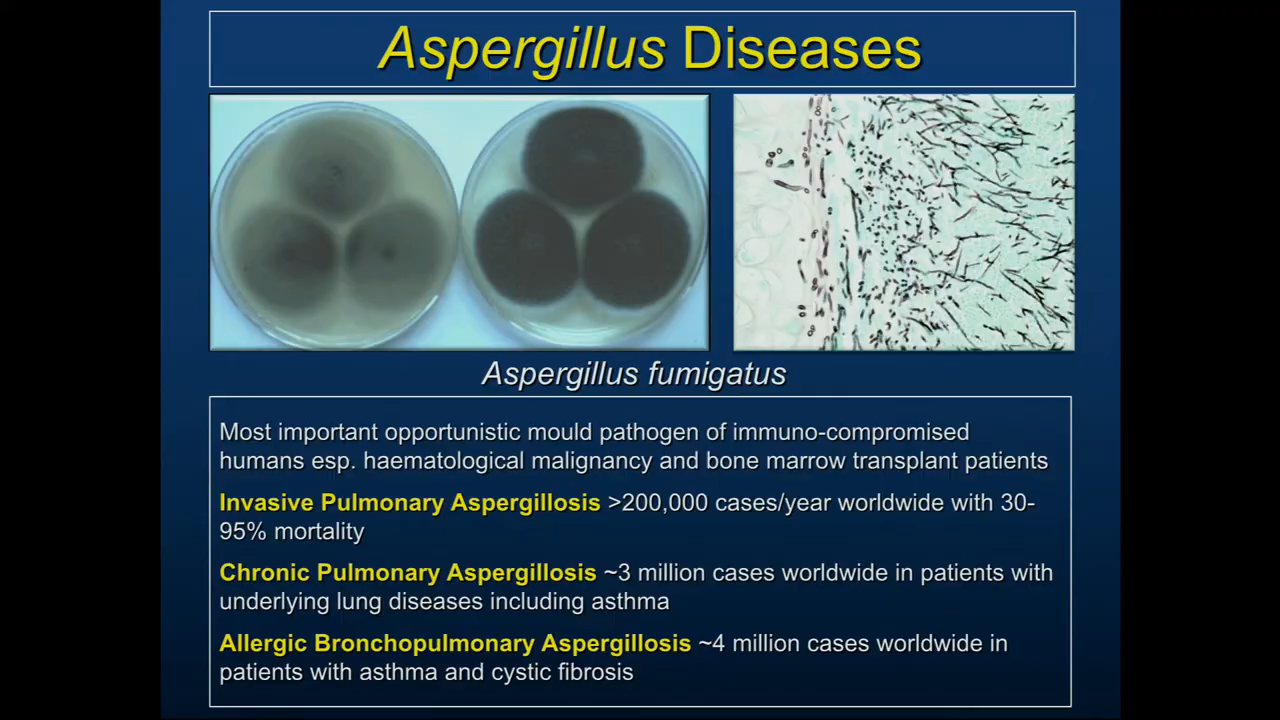 Aspergillus Diseases
Aspergillus fumigatus
Most important opportunistic mould pathogen of immuno-compromised
humans esp. haematological malignancy and bone marrow transplant patients
Invasive Pulmonary Aspergillosis >200,000 cases/year worldwide with 30-
95% mortality
Chronic Pulmonary Aspergillosis ~3 million cases worldwide in patients with
underlying lung diseases including asthma
Allergic Bronchopulmonary Aspergillosis ~4 million cases worldwide in
patients with asthma and cystic fibrosis